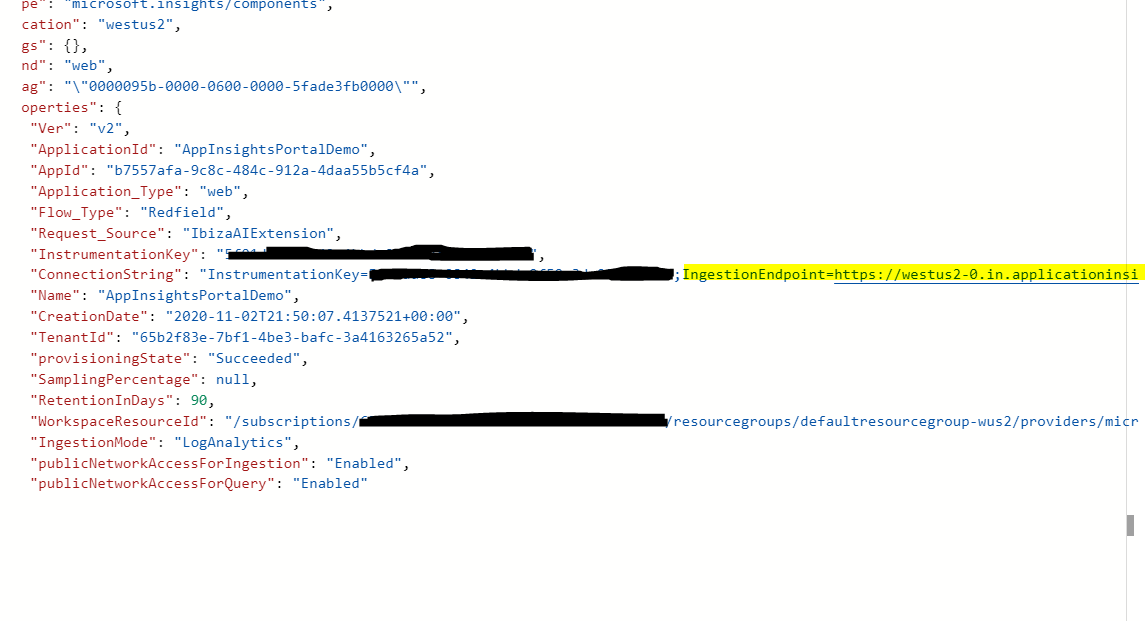 pe": "microsoft.insights/components",
cation": "westus2",
gs": {},
nd": "web",
ag": "\"0000095b-0000-0600-0000-5fade3fb0000\"",
operties": {
"Ver": "v2",
"ApplicationId": "AppInsightsPortalDemo",
"AppId": "b7557afa-9c8c-484c-912a-4daa55b5cf4a",
"Application_Type": "web",
"Flow_Type": "Redfield",
"Request_Source": "IbizaAIExtension",
"InstrumentationKey": " ",
"ConnectionString": "InstrumentationKey= ;IngestionEndpoint=https://westus2-0.in.applicationinsi
"Name": "AppInsightsPortalDemo",
"CreationDate": "2020-11-02T21:50:07.4137521+00:00",
"TenantId": "65b2f83e-7bf1-4be3-bafc-3a4163265a52",
"provisioningState": "Succeeded",
"SamplingPercentage": null,
"RetentionInDays": 90,
"WorkspaceResourceId": "/subscriptions/ /resourcegroups/defaultresourcegroup-wus2/providers/micr
"IngestionMode": "LogAnalytics",
"publicNetworkAccessForIngestion": "Enabled",
"publicNetworkAccessForQuery": "Enabled"